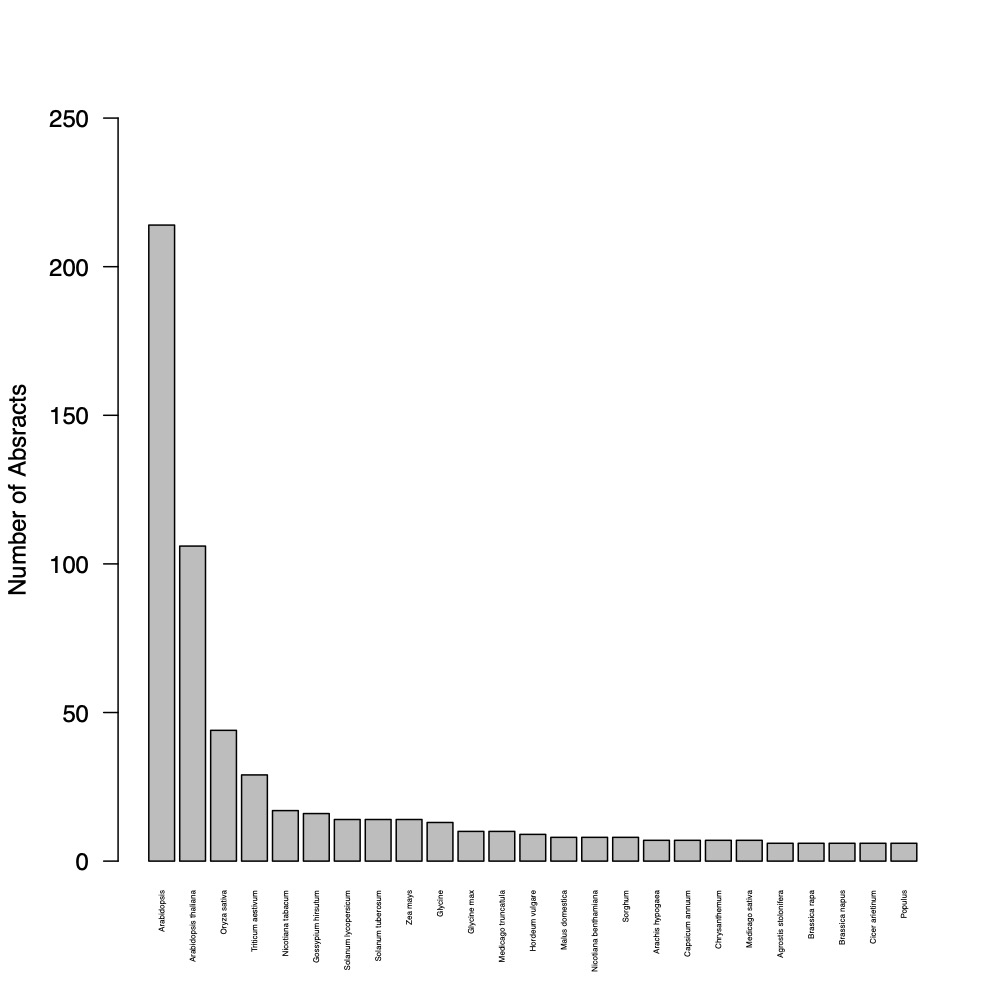 Number of Absracts
250
200
150
100
50
0
Arabidopsis
Arabidopsis thaliana
Oryza sativa
Triticum aestivum
Nicotiana tabacum
Gossypium hirsutum
Solanum lycopersicum
Solanum tuberosum
Zea mays
Glycine
Glycine max
Medicago truncatula
Hordeum vulgare
Malus domestica
Nicotiana benthamiana
Sorghum
Arachis hypogaea
Capsicum annuum
Chrysanthemum
Medicago sativa
Agrostis stolonifera
Brassica rapa
Brassica napus
Cicer arietinum
Populus